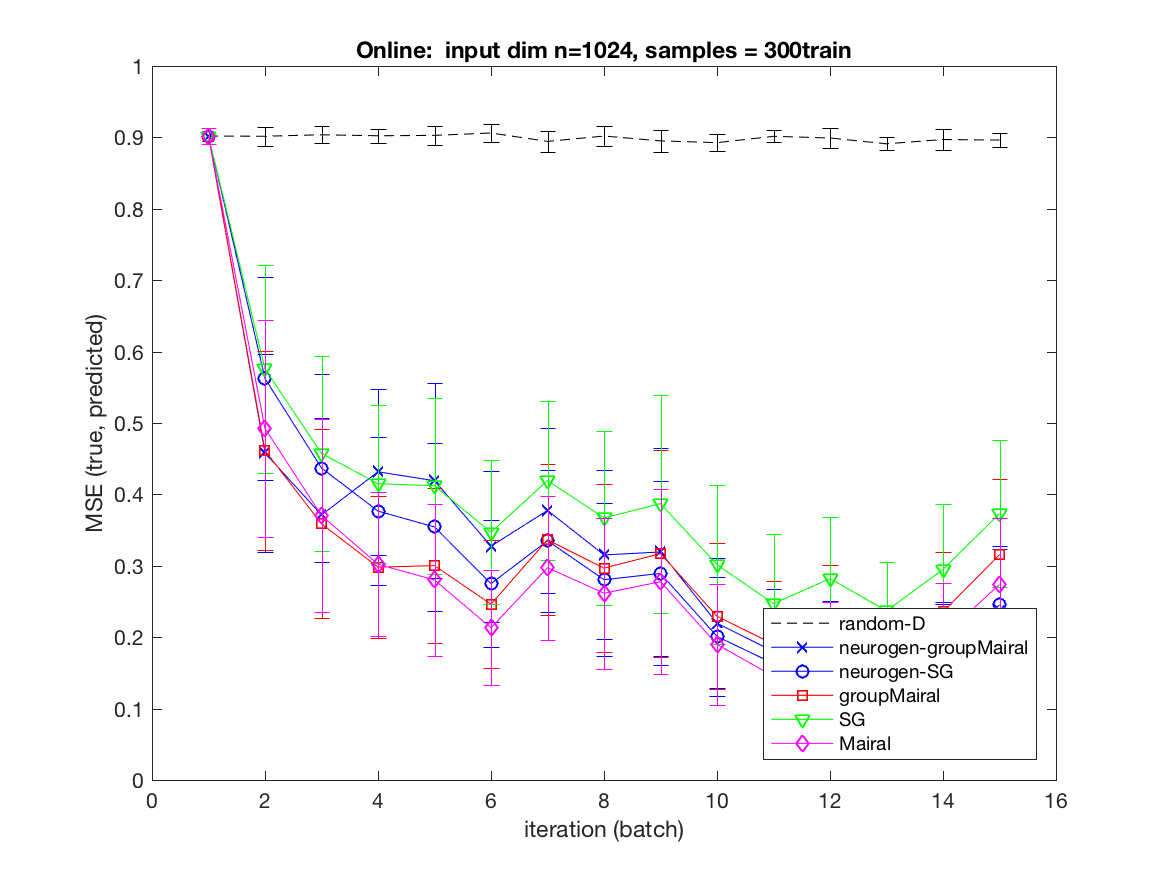 Online:  input dim n=1024, samples = 300train
MSE (true, predicted)
1
0.9
0.8
0.7
0.6
0.5
0.4
0.3
0.2
0.1
0
random-D
neurogen-groupMairal
neurogen-SG
groupMairal
SG
Mairal
0 2 4 6 8 10 12 14 16
iteration (batch)